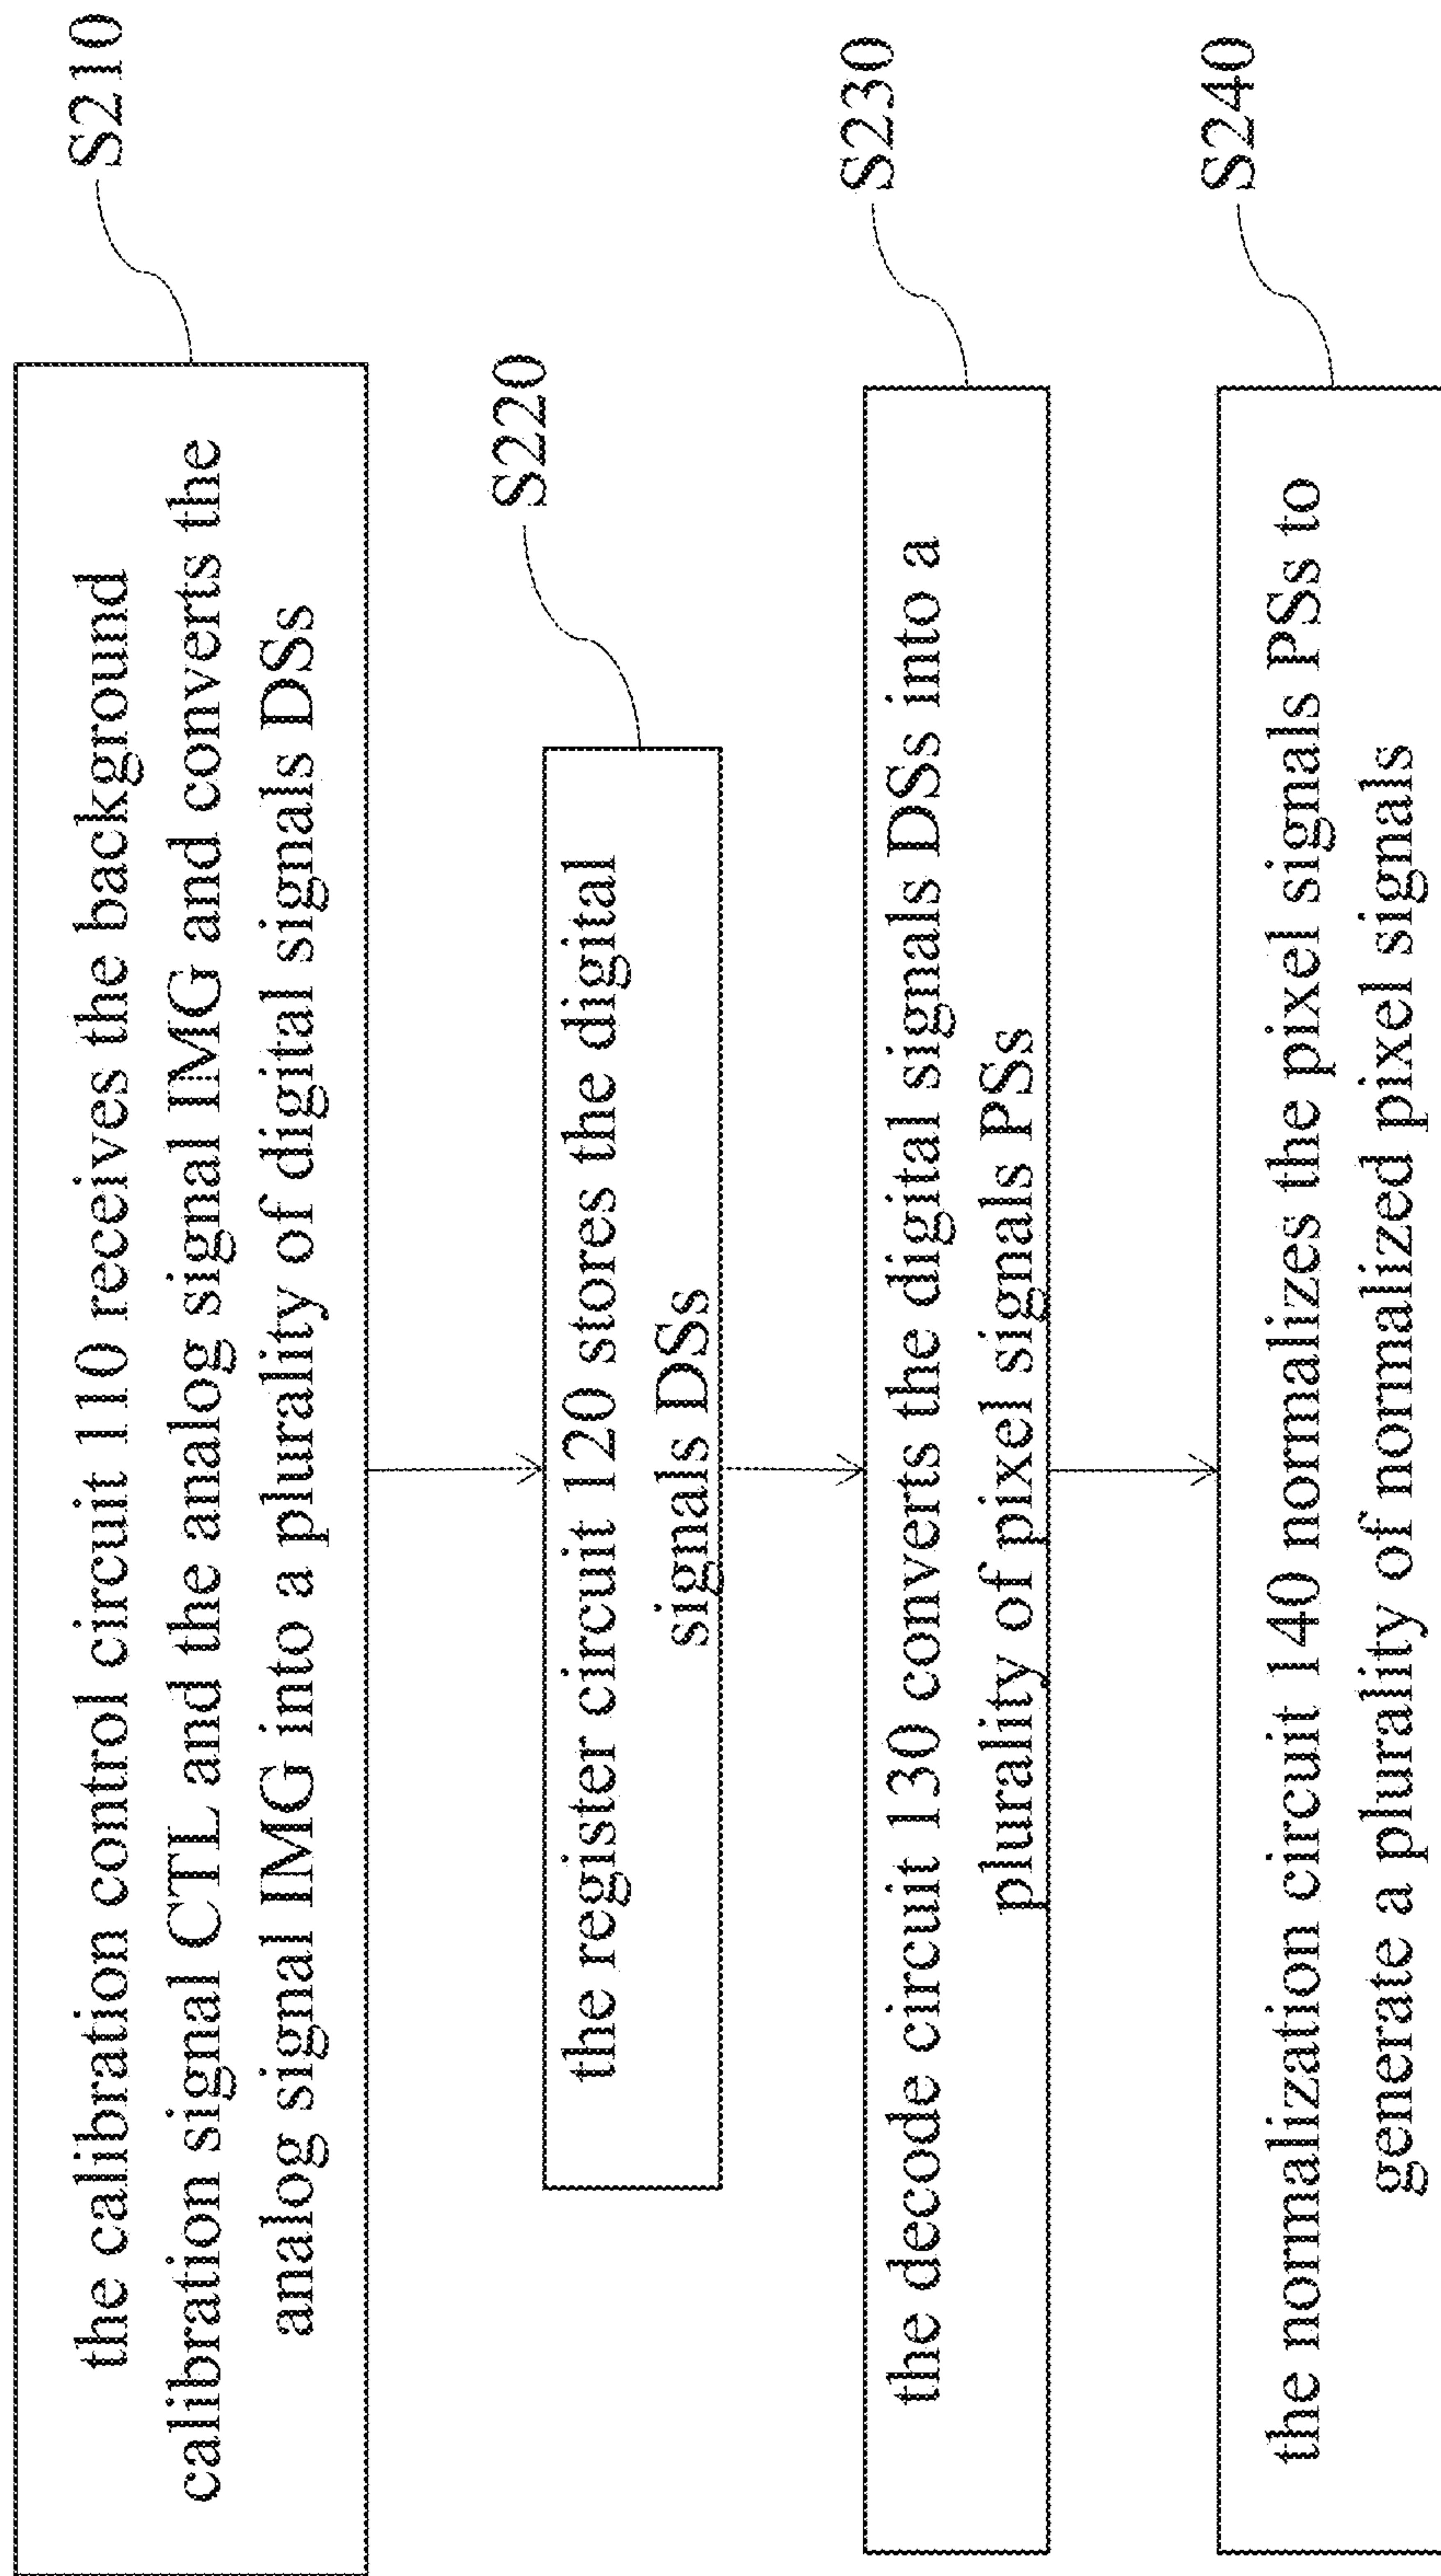 S210
the calibration control circuit 110 receives the background
calibration signal CTL and the analog signal IMG and converts the
analog signal IMG into a plurality of digital signals DSs
S220
the register circuit 120 stores the digital
signals DSs
S230
the decode circuit 130 converts the digital signals DSs into a
plurality of pixel signals PSs
S240
the normalization circuit 140 normalizes the pixel signals PSs to
generate a plurality of normalized pixel signals